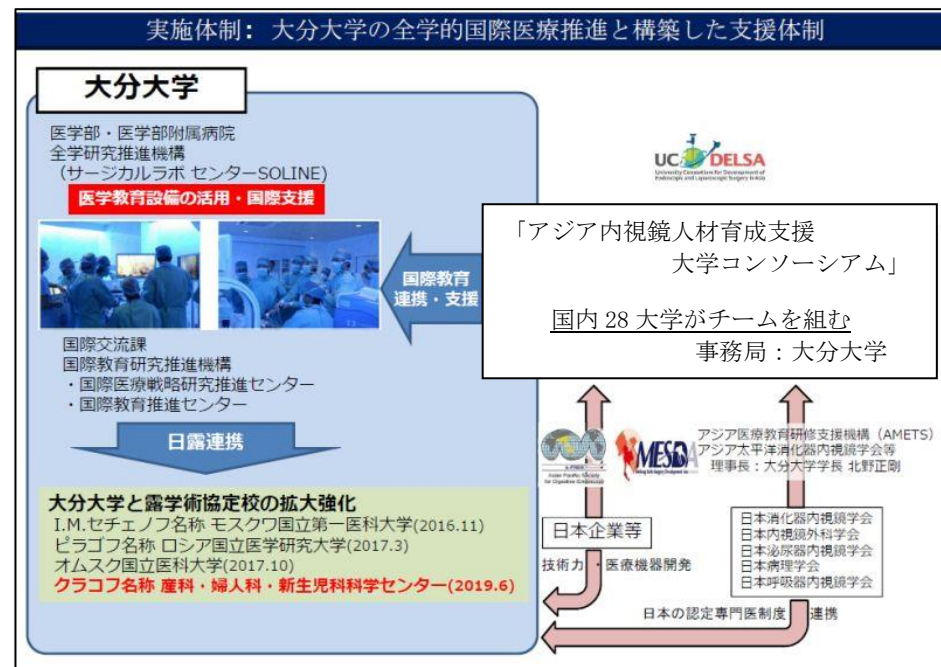 実施体制： 大分大学の全学的国際医療推進と構築した支援体制
大分大学
医学部・医学部附属病院
全学研究推進機構
（サージカルラボ センターSOLINE）
医学教育設備の活用・国際支援
国際教育
連携・支援
国際交流課
国際教育研究推進機構
・国際医療戦略研究推進センター
・国際教育推進センター
日露連携
大分大学と露学術協定校の拡大強化
I.M.セチェノフ名称 モスクワ国立第一医科大学(2016.11)
ピラゴフ名称 ロシア国立医学研究大学(2017.3)
オムスク国立医科大学(2017.10)
クラコフ名称 産科・婦人科・新生児科科学センター(2019.6)
UC DELSA
University Consortium for Development of
Endoscopic and Laparoscopic Surgery in Asia
「アジア内視鏡人材育成支援
大学コンソーシアム」
国内 28 大学がチームを組む
事務局：大分大学
アジア医療教育研修支援機構（AMETS）
アジア太平洋消化器内視鏡学会等
理事長：大分大学学長 北野正剛
Asian Pacific Society
for Digestive Endoscopy
MESDA
日本企業等
技術力・医療機器開発
日本消化器内視鏡学会
日本内視鏡外科学会
日本泌尿器内視鏡学会
日本病理学会
日本呼吸器内視鏡学会
日本の認定専門医制度 連携